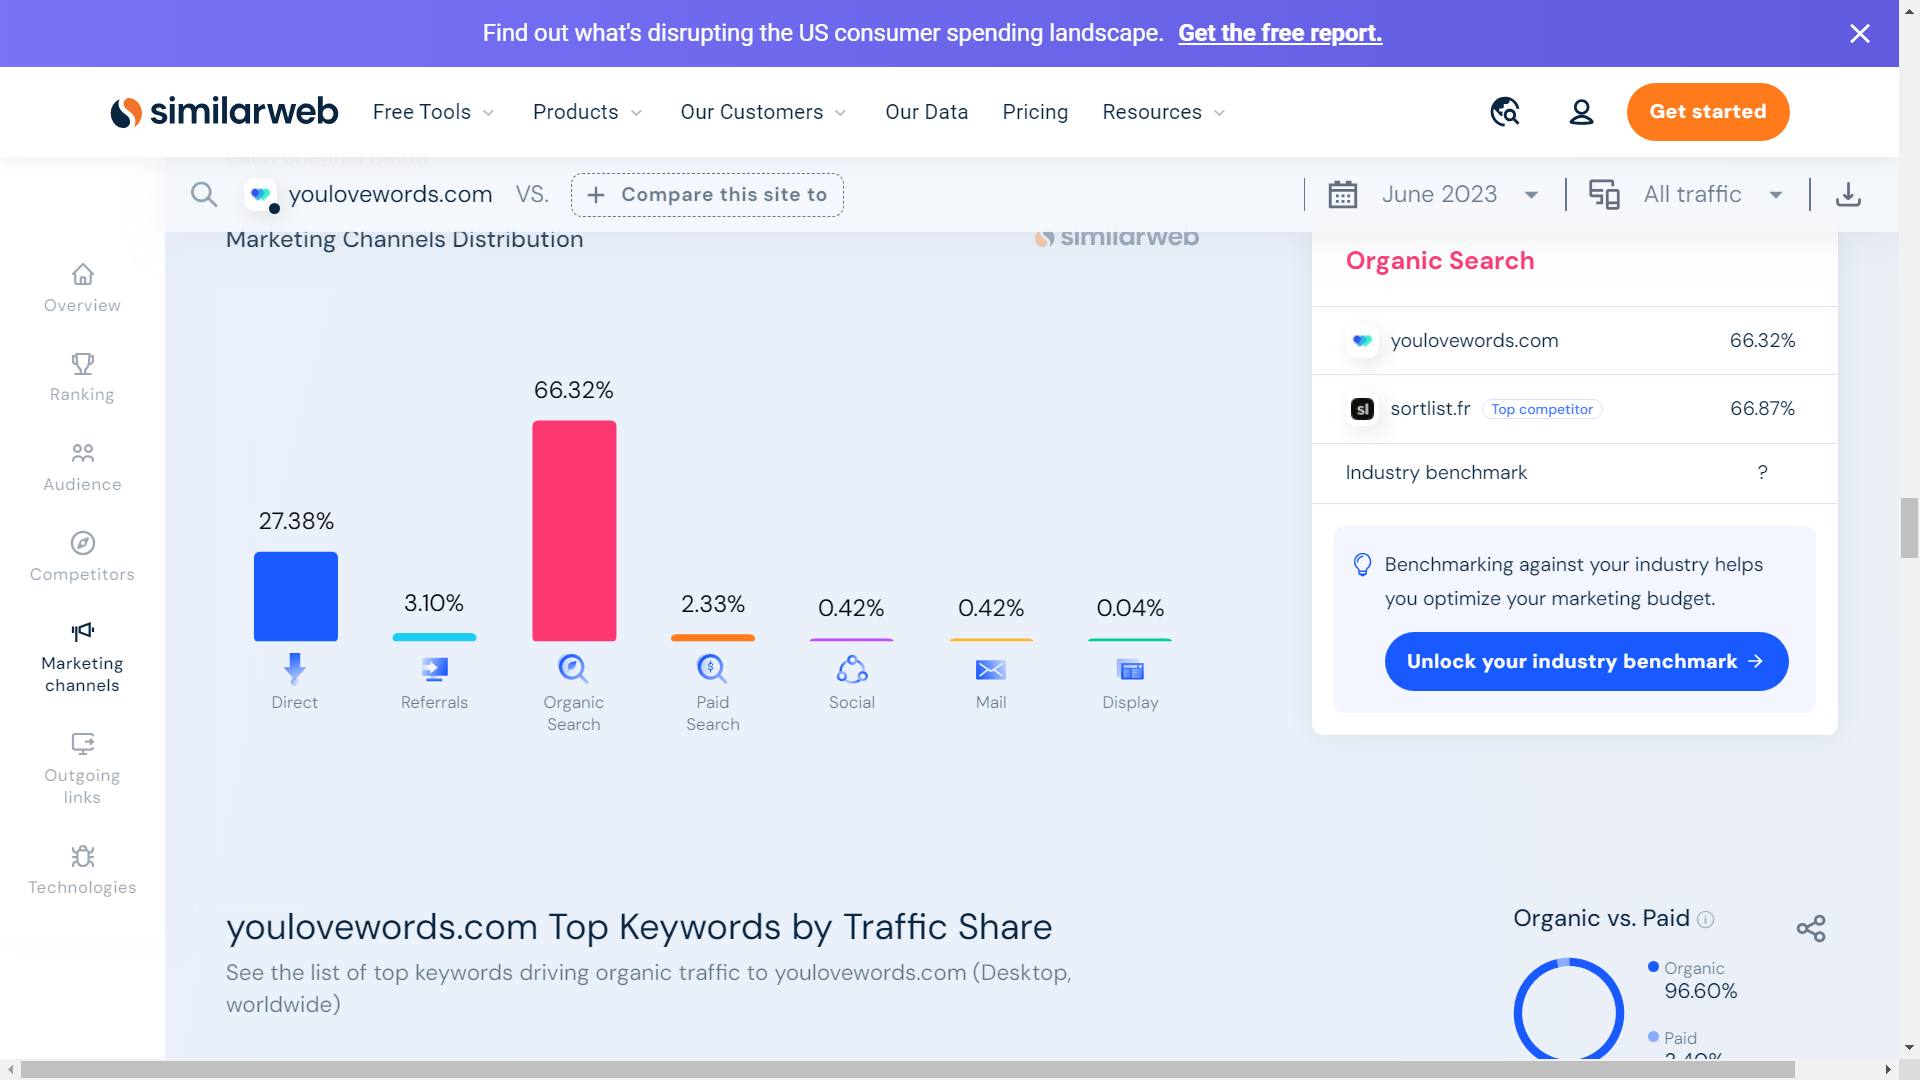 Find out what's disrupting the US consumer spending landscape. Get the free report.
similarweb Free Tools Products Our Customers Our Data Pricing Resources Get started
youlovewords.com VS. + Compare this site to June 2023 All traffic
Marketing Channels Distribution similarweb
Overview
Ranking
Audience
Competitors
Marketing
channels
Outgoing
links
Technologies
27.38%
3.10%
66.32%
2.33%
0.42%
0.42%
0.04%
Direct
Referrals
Organic
Search
Paid
Search
Social
Mail
Display
Organic Search
youlovewords.com 66.32%
sl sortlist.fr Top competitor 66.87%
Industry benchmark ?
Benchmarking against your industry helps
you optimize your marketing budget.
Unlock your industry benchmark
youlovewords.com Top Keywords by Traffic Share
See the list of top keywords driving organic traffic to youlovewords.com (Desktop,
worldwide)
Organic vs. Paid
Organic
96.60%
Paid
3.40%